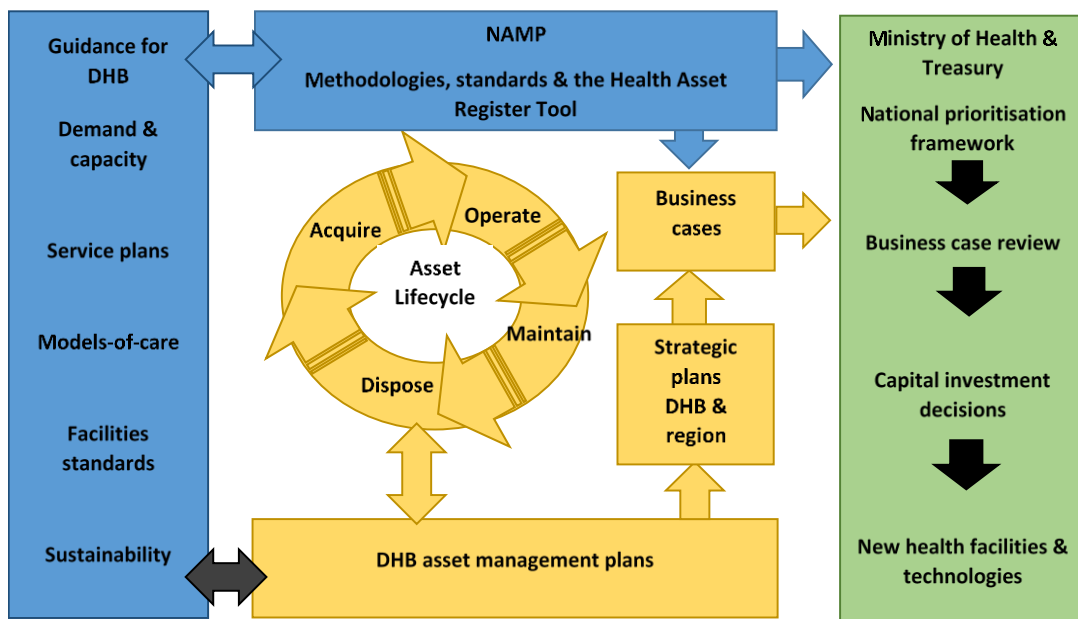 Guidance for
DHB
Demand &
capacity
Service plans
Models-of-care
Facilities
standards
Sustainability
NAMP
Methodologies, standards & the Health Asset
Register Tool
Acquire
Operate
Asset
Lifecycle
Maintain
Dispose
Business
cases
Strategic
plans
DHB &
region
DHB asset management plans
Ministry of Health &
Treasury
National prioritisation
framework
Business case review
Capital investment
decisions
New health facilities &
technologies